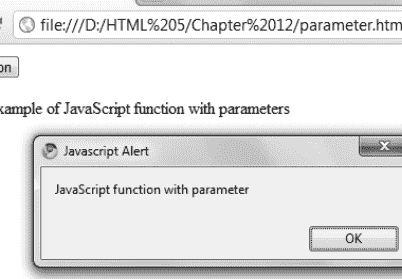 file:///D:/HTML%205/Chapter%2012/parameter.htm
on
xample of JavaScript function with parameters
Javascript Alert
x
JavaScript function with parameter
OK